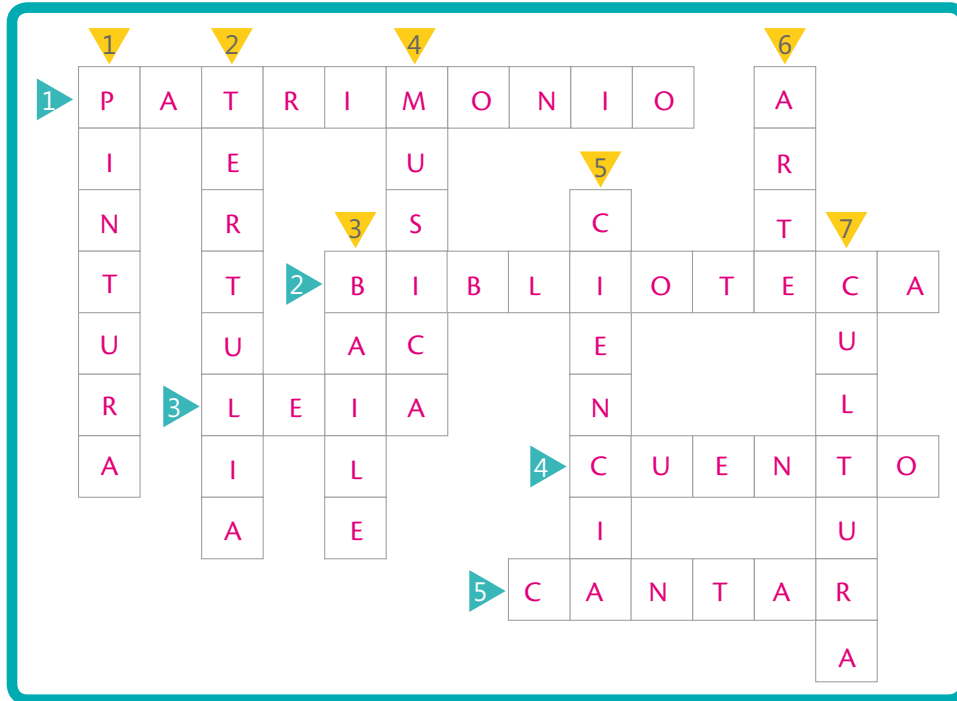 1 2 4 6
1 P A T R I M O N I O A
I E U 5 R
N R 3 S C T 7
T T 2 B I B L I O T E C A
U U A C E U
R 3 L E I A N L
A I L 4 C U E N T O
A E I U
5 C A N T A R
A